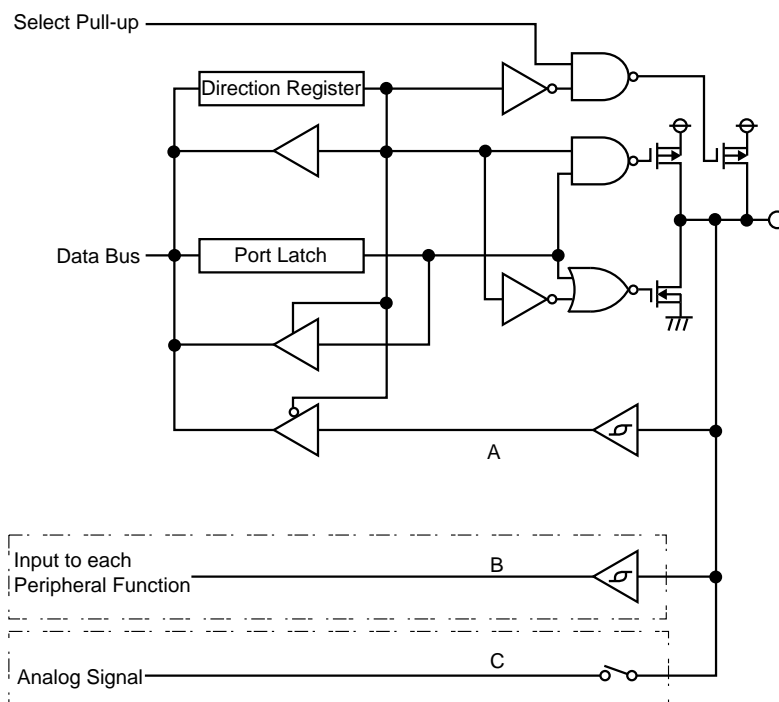 Select Pull-up
Direction Register
Data Bus
Port Latch
A
Input to each
Peripheral Function
B
Analog Signal
C